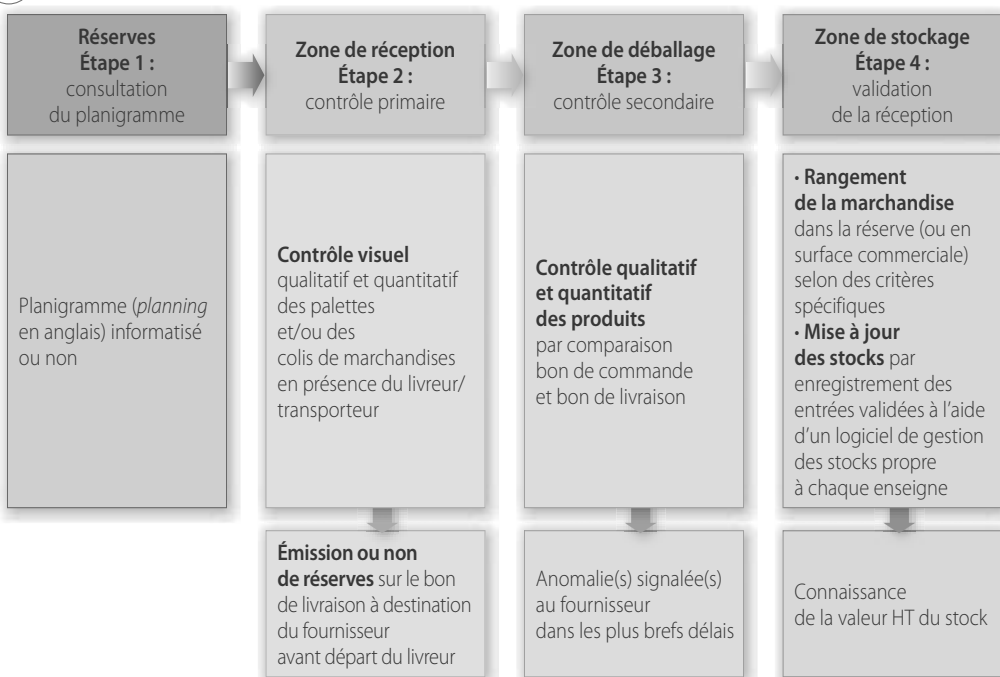 Réserves
Étape 1 :
consultation
du planigramme
Zone de réception
Étape 2 :
contrôle primaire
Zone de déballage
Étape 3 :
contrôle secondaire
Zone de stockage
Étape 4 :
validation
de la réception
Planigramme (planning
en anglais) informatisé
ou non
Contrôle visuel
qualitatif et quantitatif
des palettes
et/ou des
colis de marchandises
en présence du livreur/
transporteur
Contrôle qualitatif
et quantitatif
des produits
par comparaison
bon de commande
et bon de livraison
• Rangement
de la marchandise
dans la réserve (ou en
surface commerciale)
selon des critères
spécifiques
• Mise à jour
des stocks par
enregistrement des
entrées validées à l’aide
d’un logiciel de gestion
des stocks propre
à chaque enseigne
Émission ou non
de réserves sur le bon
de livraison à destination
du fournisseur
avant départ du livreur
Anomalie(s) signalée(s)
au fournisseur
dans les plus brefs délais
Connaissance
de la valeur HT du stock